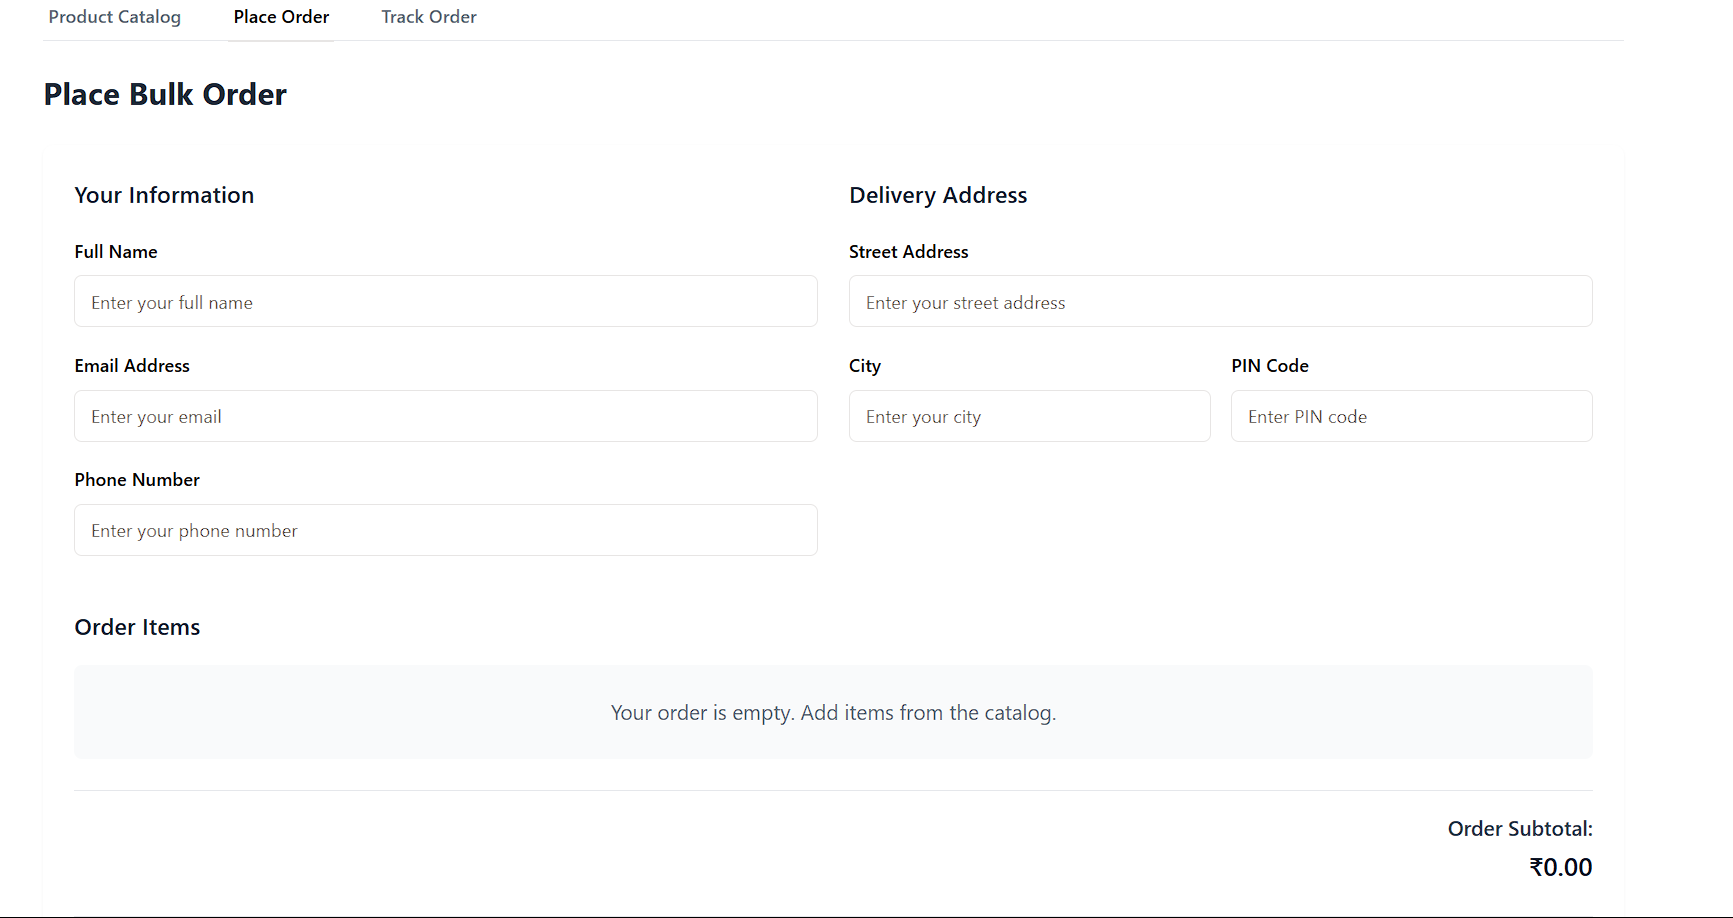 Product Catalog Place Order Track Order
Place Bulk Order
Your Information
Full Name
Enter your full name
Email Address
Enter your email
Phone Number
Enter your phone number
Delivery Address
Street Address
Enter your street address
City
Enter your city
PIN Code
Enter PIN code
Order Items
Your order is empty. Add items from the catalog.
Order Subtotal:
₹0.00